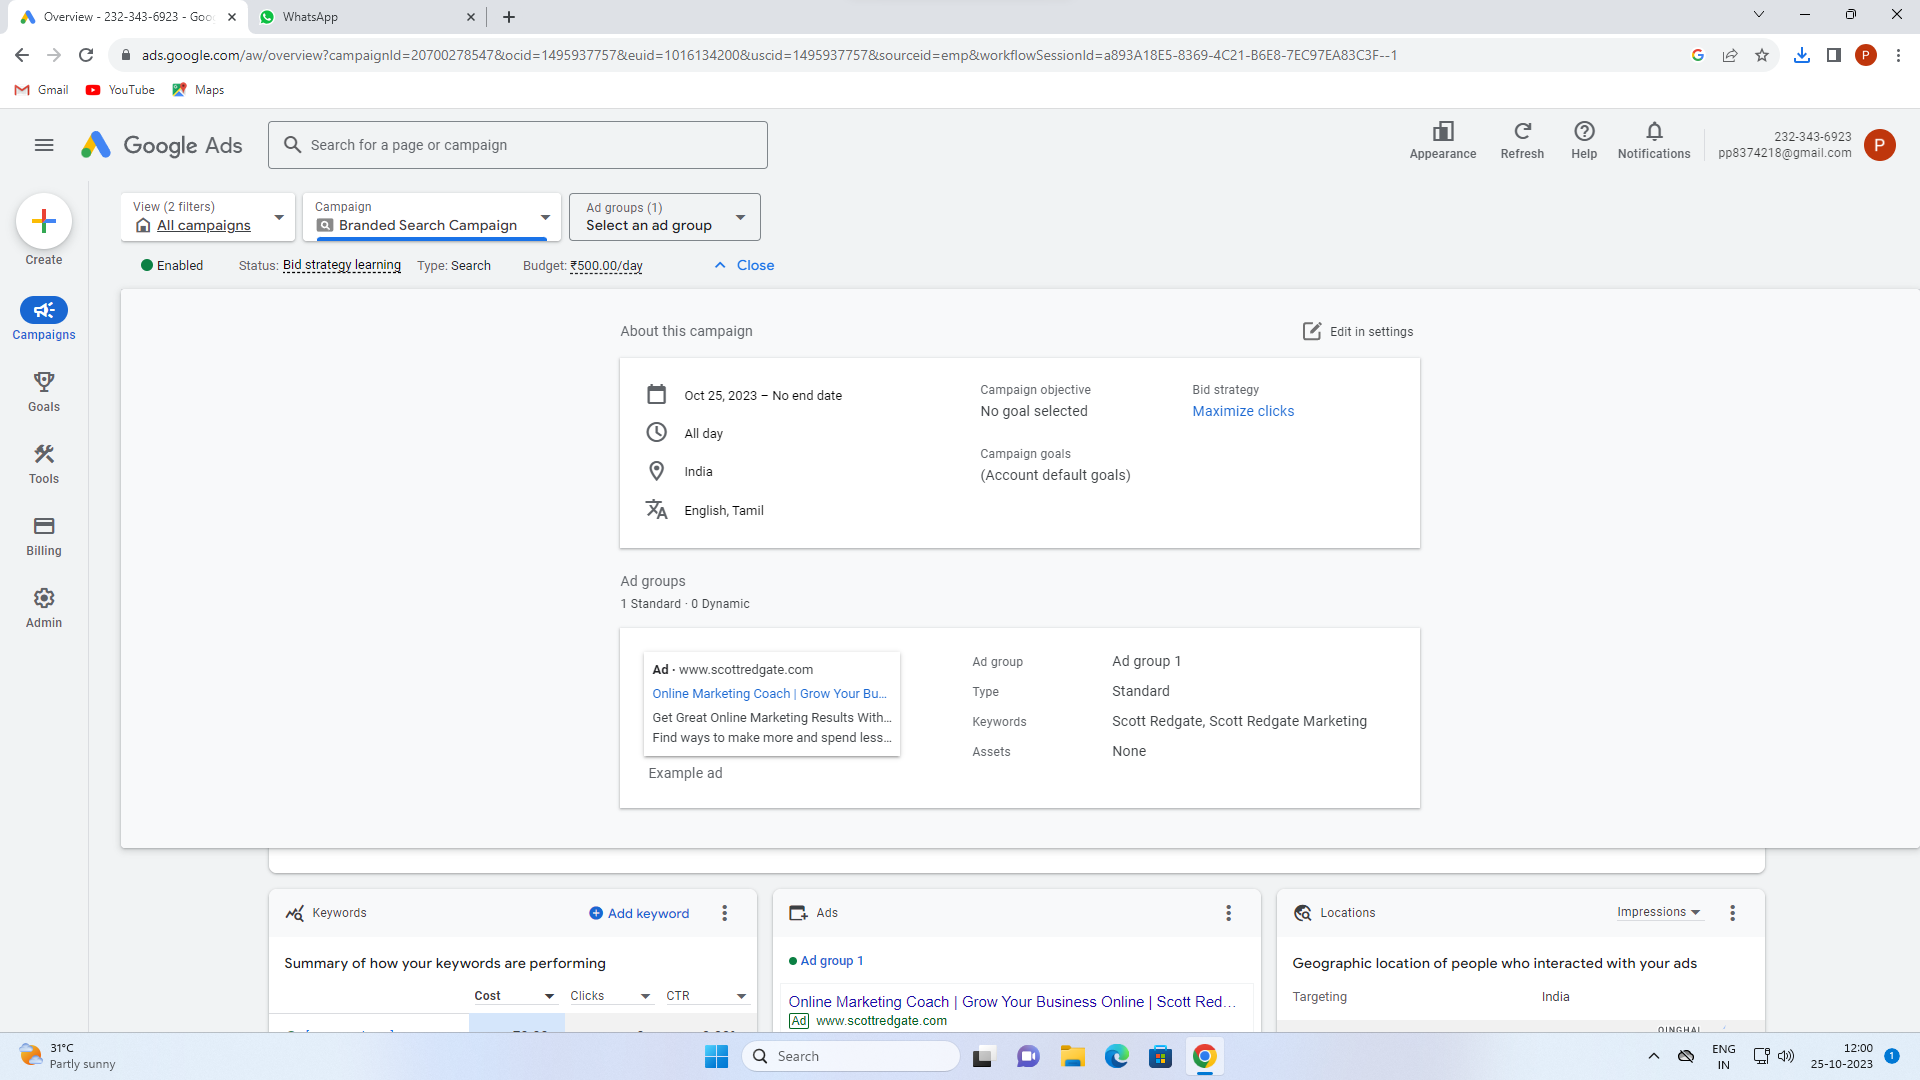 Overview - 232-343-6923 - Goo
WhatsApp
ads.google.com/aw/overview?campaignId=20700278547&ocid=1495937757&euid=1016134200&uscid=1495937757&sourceid=emp&workflowSessionId=a893A18E5-8369-4C21-B6E8-7EC97EA83C3F--1
P
Gmail
YouTube
Maps
Google Ads
Search for a page or campaign
Appearance
Refresh
Help
Notifications
232-343-6923
pp8374218@gmail.com
P
Create
Campaigns
Goals
Tools
Billing
Admin
View (2 filters)
All campaigns
Campaign
Branded Search Campaign
Ad groups (1)
Select an ad group
Enabled
Status: Bid strategy learning
Type: Search
Budget: ₹500.00/day
Close
About this campaign
Edit in settings
Oct 25, 2023 – No end date
All day
India
English, Tamil
Campaign objective
No goal selected
Campaign goals
(Account default goals)
Bid strategy
Maximize clicks
Ad groups
1 Standard · 0 Dynamic
Ad · www.scottredgate.com
Online Marketing Coach | Grow Your Bu...
Get Great Online Marketing Results With...
Find ways to make more and spend less...
Example ad
Ad group Ad group 1
Type Standard
Keywords Scott Redgate, Scott Redgate Marketing
Assets None
Keywords
Add keyword
Summary of how your keywords are performing
Cost Clicks CTR
Ads
Ad group 1
Online Marketing Coach | Grow Your Business Online | Scott Red...
Ad www.scottredgate.com
Locations
Impressions
Geographic location of people who interacted with your ads
Targeting India
QINGHAI
31°C
Partly sunny
Search
ENG
IN
12:00
25-10-2023
1